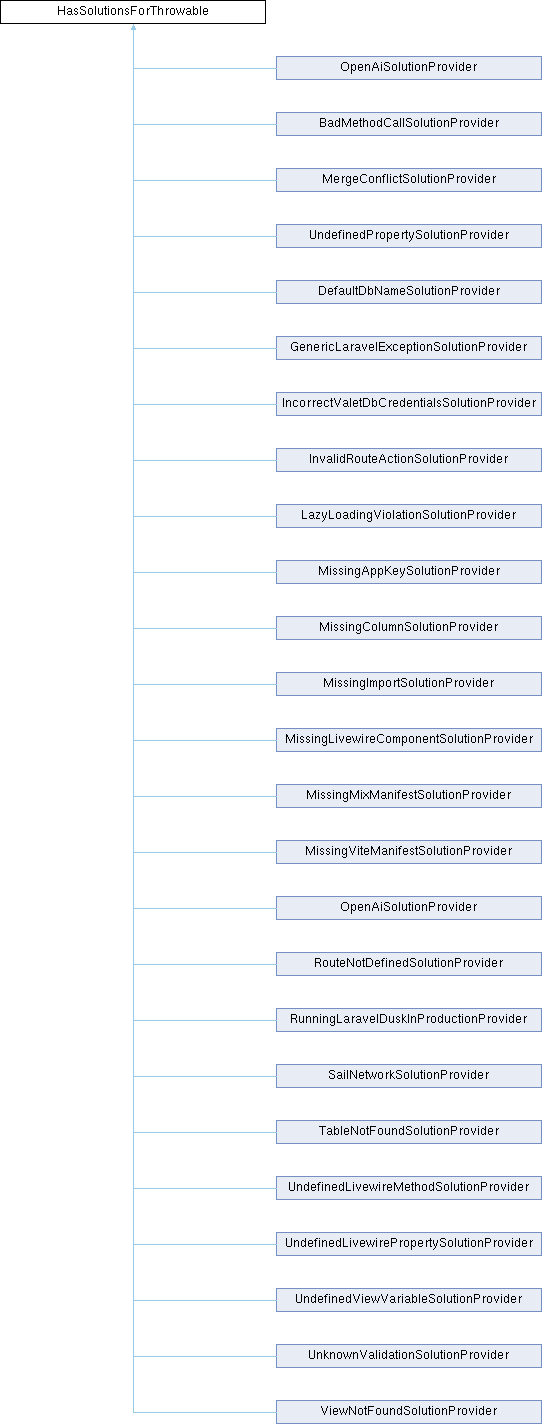 HasSolutionsForThrowable
OpenAiSolutionProvider
BadMethodCallSolutionProvider
MergeConflictSolutionProvider
UndefinedPropertySolutionProvider
DefaultDbNameSolutionProvider
GenericLaravelExceptionSolutionProvider
IncorrectValetDbCredentialsSolutionProvider
InvalidRouteActionSolutionProvider
LazyLoadingViolationSolutionProvider
MissingAppKeySolutionProvider
MissingColumnSolutionProvider
MissingImportSolutionProvider
MissingLivewireComponentSolutionProvider
MissingMixManifestSolutionProvider
MissingViteManifestSolutionProvider
OpenAiSolutionProvider
RouteNotDefinedSolutionProvider
RunningLaravelDuskInProductionProvider
SailNetworkSolutionProvider
TableNotFoundSolutionProvider
UndefinedLivewireMethodSolutionProvider
UndefinedLivewirePropertySolutionProvider
UndefinedViewVariableSolutionProvider
UnknownValidationSolutionProvider
ViewNotFoundSolutionProvider